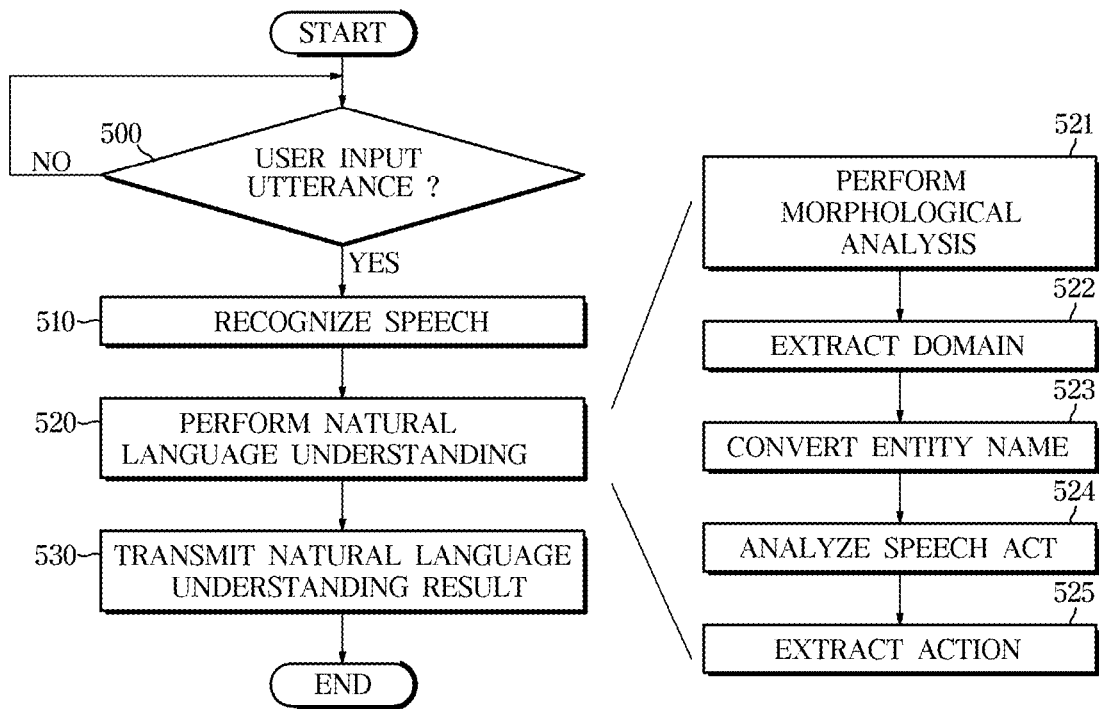 START
500
NO
USER INPUT
UTTERANCE ?
YES
510
RECOGNIZE SPEECH
520
PERFORM NATURAL
LANGUAGE UNDERSTANDING
530
TRANSMIT NATURAL LANGUAGE
UNDERSTANDING RESULT
END
521
PERFORM
MORPHOLOGICAL
ANALYSIS
522
EXTRACT DOMAIN
523
CONVERT ENTITY NAME
524
ANALYZE SPEECH ACT
525
EXTRACT ACTION